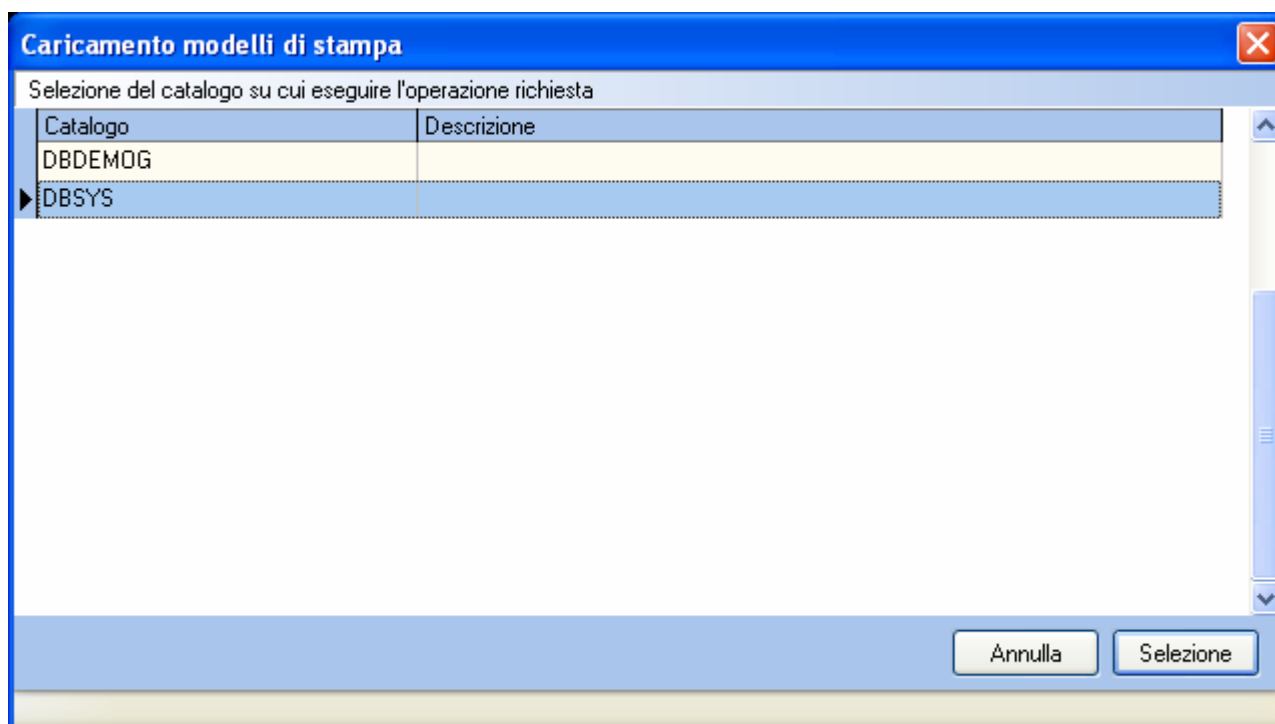 Caricamento modelli di stampa
Selezione del catalogo su cui eseguire l'operazione richiesta
Catalogo Descrizione
DBDEMOG
DBSYS
Annulla Selezione